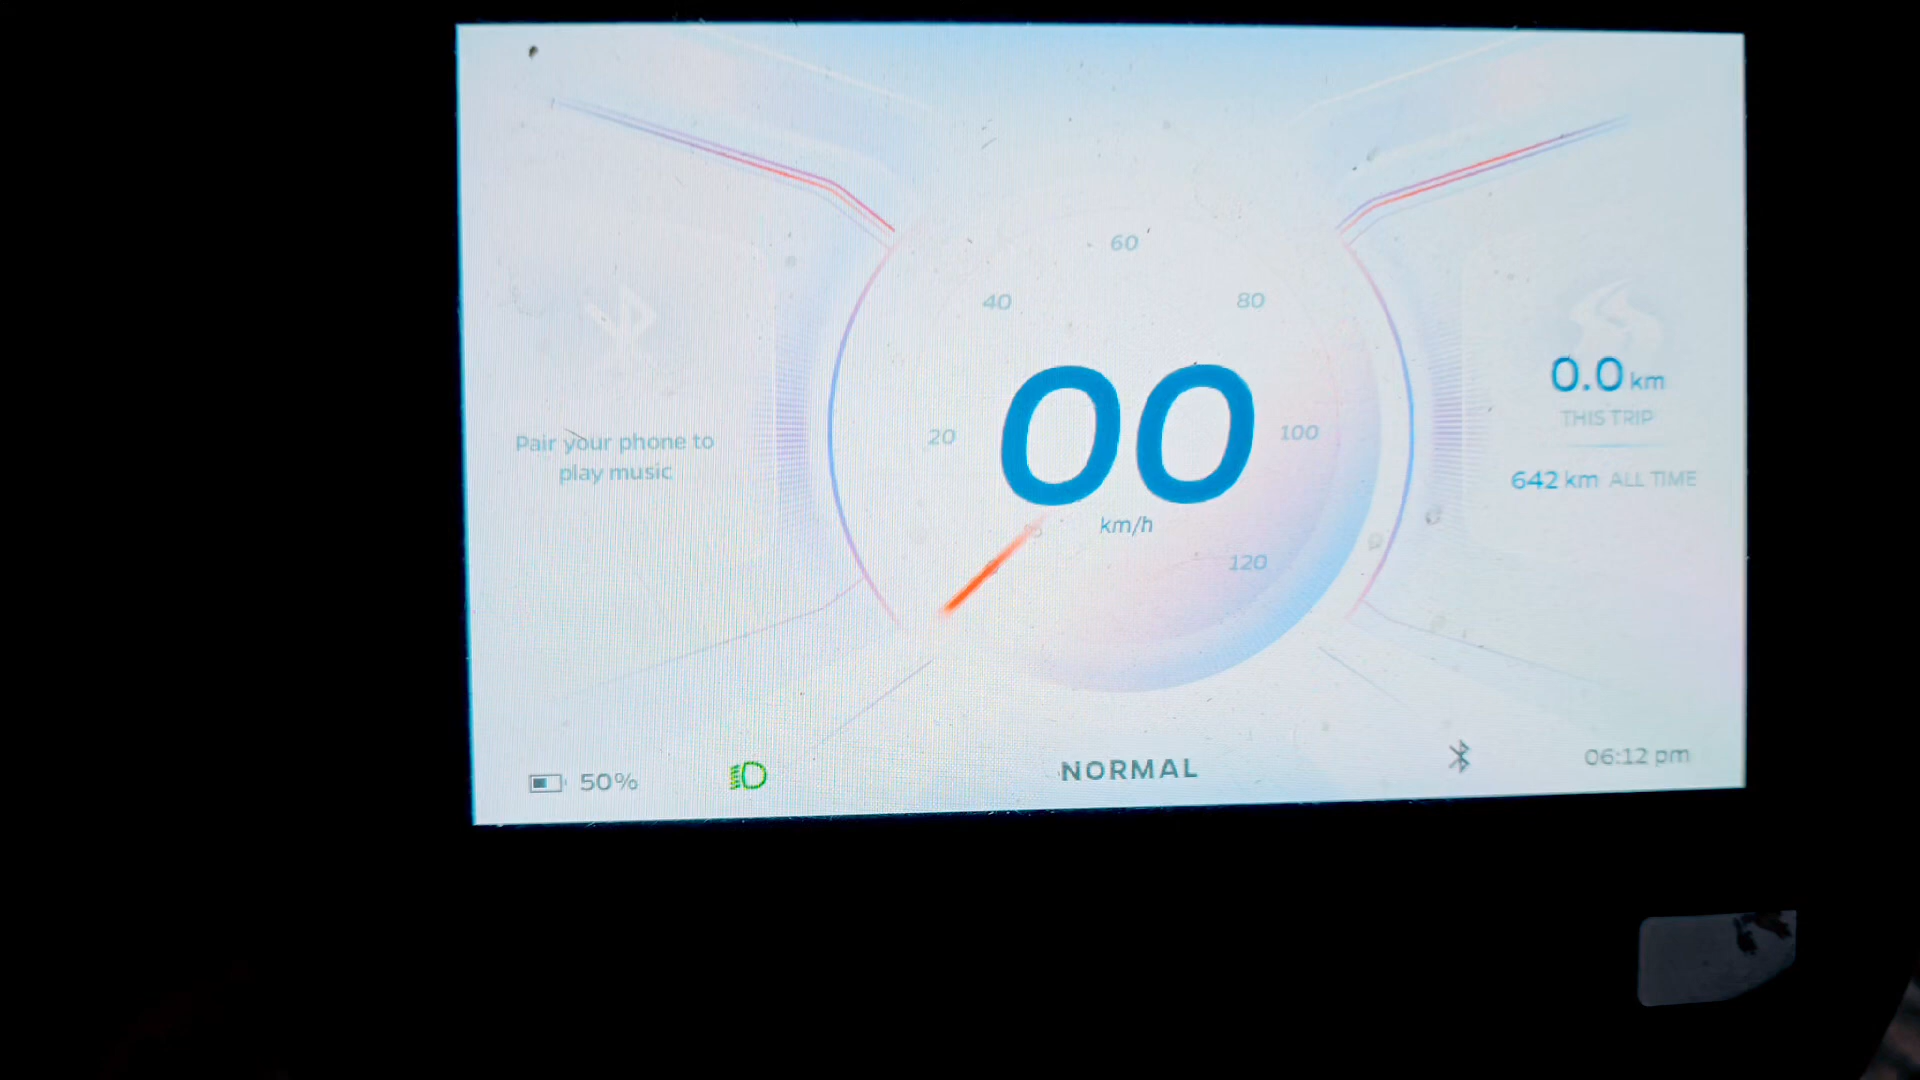 60
40
80
00
20
100
km/h
120
Pair your phone to
play music
0.0 km
THIS TRIP
642 km ALL TIME
50%
NORMAL
06:12 pm